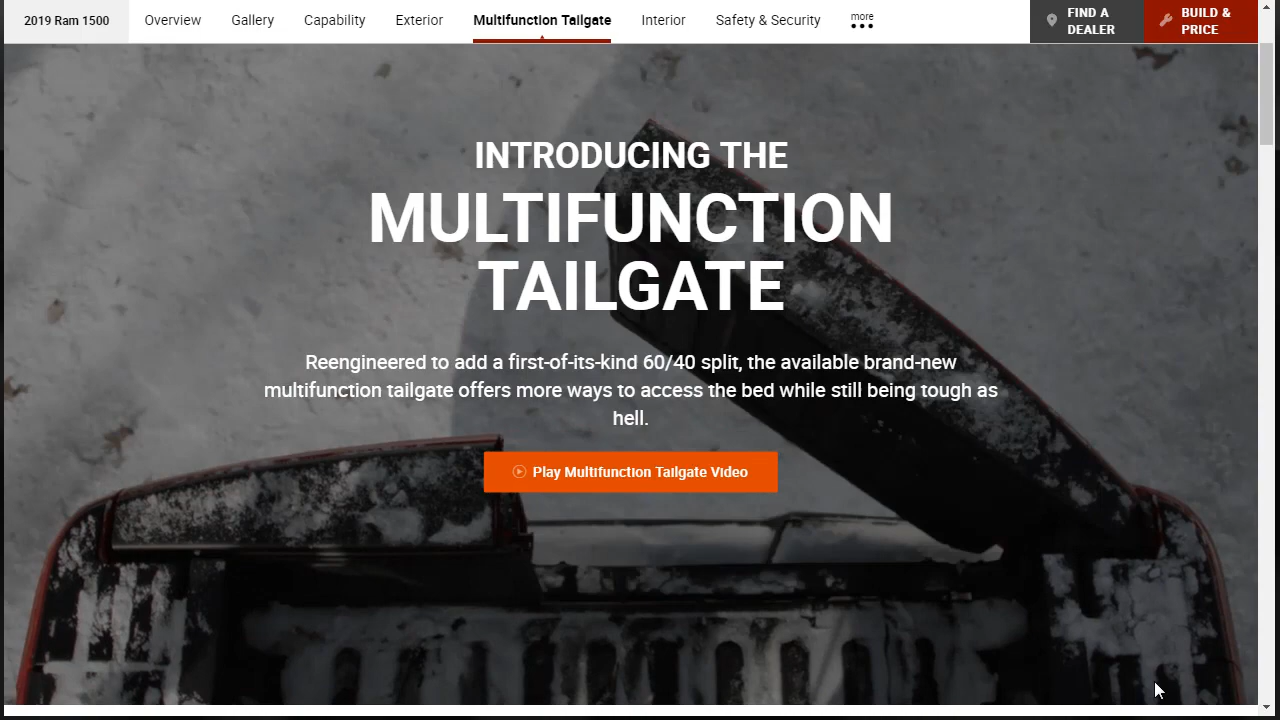 2019 Ram 1500
Overview
Gallery
Capability
Exterior
Multifunction Tailgate
Interior
Safety & Security
more
FIND A
DEALER
BUILD &
PRICE
INTRODUCING THE
MULTIFUNCTION
TAILGATE
Reengineered to add a first-of-its-kind 60/40 split, the available brand-new
multifunction tailgate offers more ways to access the bed while still being tough as
hell.
Play Multifunction Tailgate Video